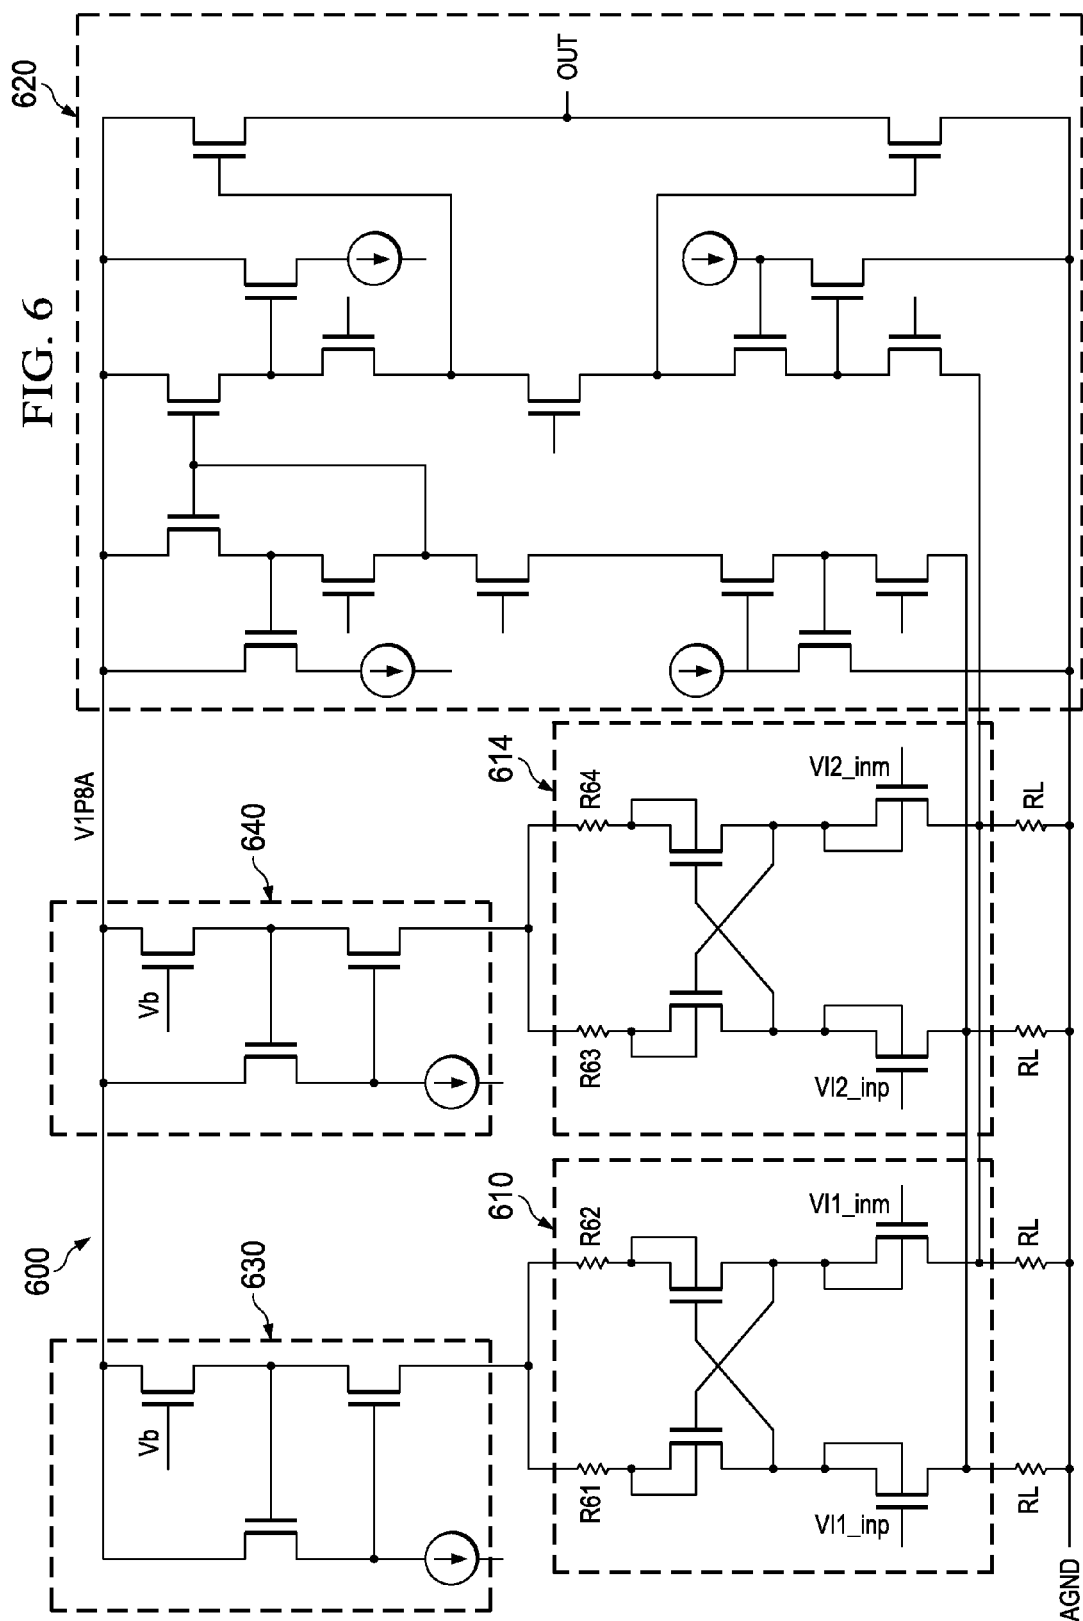 FIG. 6
620
OUT
V1P8A
614
640
Vb
R64
R63
VI2_inm
VI2_inp
RL
RL
600
630
Vb
610
R62
R61
VI1_inm
VI1_inp
RL
RL
AGND